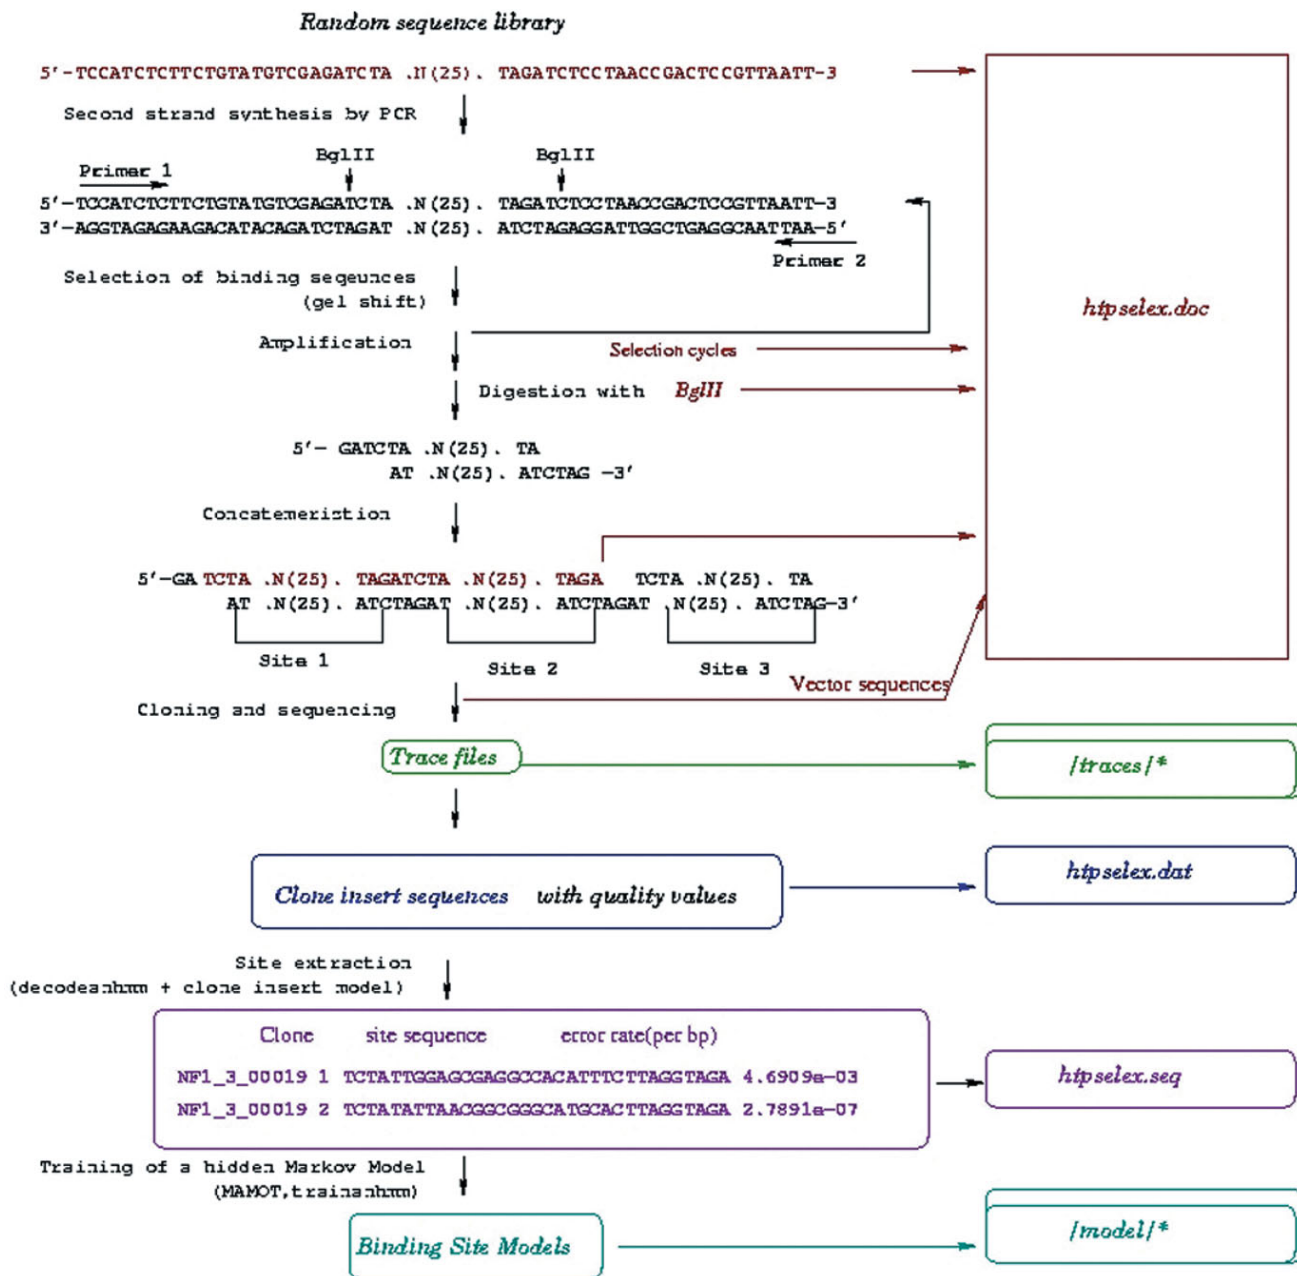 Random sequence library
5'-TCCATCTCTTCTGTATGTCGAGATCTA .N(25). TAGATCTCCTAACCGACTCCGTTAATT-3
Second strand synthesis by PCR
BglII BglII
Primer 1
5'-TCCATCTCTTCTGTATGTCGAGATCTA .N(25). TAGATCTCCTAACCGACTCCGTTAATT-3
3'-AGGTAGAGAAGACATACAGATCTAGAT .N(25). ATCTAGAGGATTGGCTGAGGCAATTAA-5'
Primer 2
Selection of binding seqeunces
(gel shift)
htpselex.doc
Amplification
Selection cycles
Digestion with BglII
5'- GATCTA .N(25). TA
AT .N(25). ATCTAG -3'
Concatemeristion
5'-GA TCTA .N(25). TAGATCTA .N(25). TAGA TCTA .N(25). TA
AT .N(25). ATCTAGAT .N(25). ATCTAGAT .N(25). ATCTAG-3'
Site 1 Site 2 Site 3
Vector sequences
Cloning and sequencing
Trace files
/traces/*
Clone insert sequences with quality values
htpselex.dat
Site extraction
(decodeanhmm + clone insert model)
Clone site sequence error rate(per bp)
NF1_3_00019 1 TCTATTGGAGCGAGGCCACATTTCTTAGGTAGA 4.6909e-03
NF1_3_00019 2 TCTATATTAACGGCGGGCATGCACTTAGGTAGA 2.7891e-07
htpselex.seq
Training of a hidden Markov Model
(MAMOT,trainanhmm)
Binding Site Models
/model/*